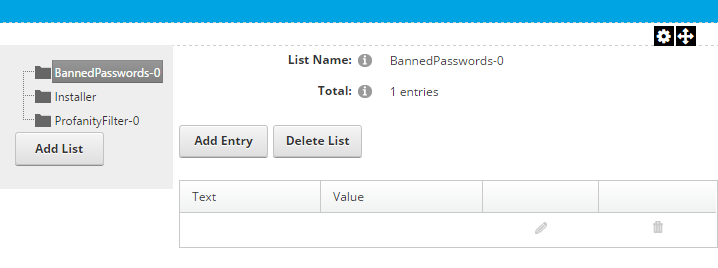 BannedPasswords-0
Installer
ProfanityFilter-0
Add List
List Name: BannedPasswords-0
Total: 1 entries
Add Entry Delete List
Text Value